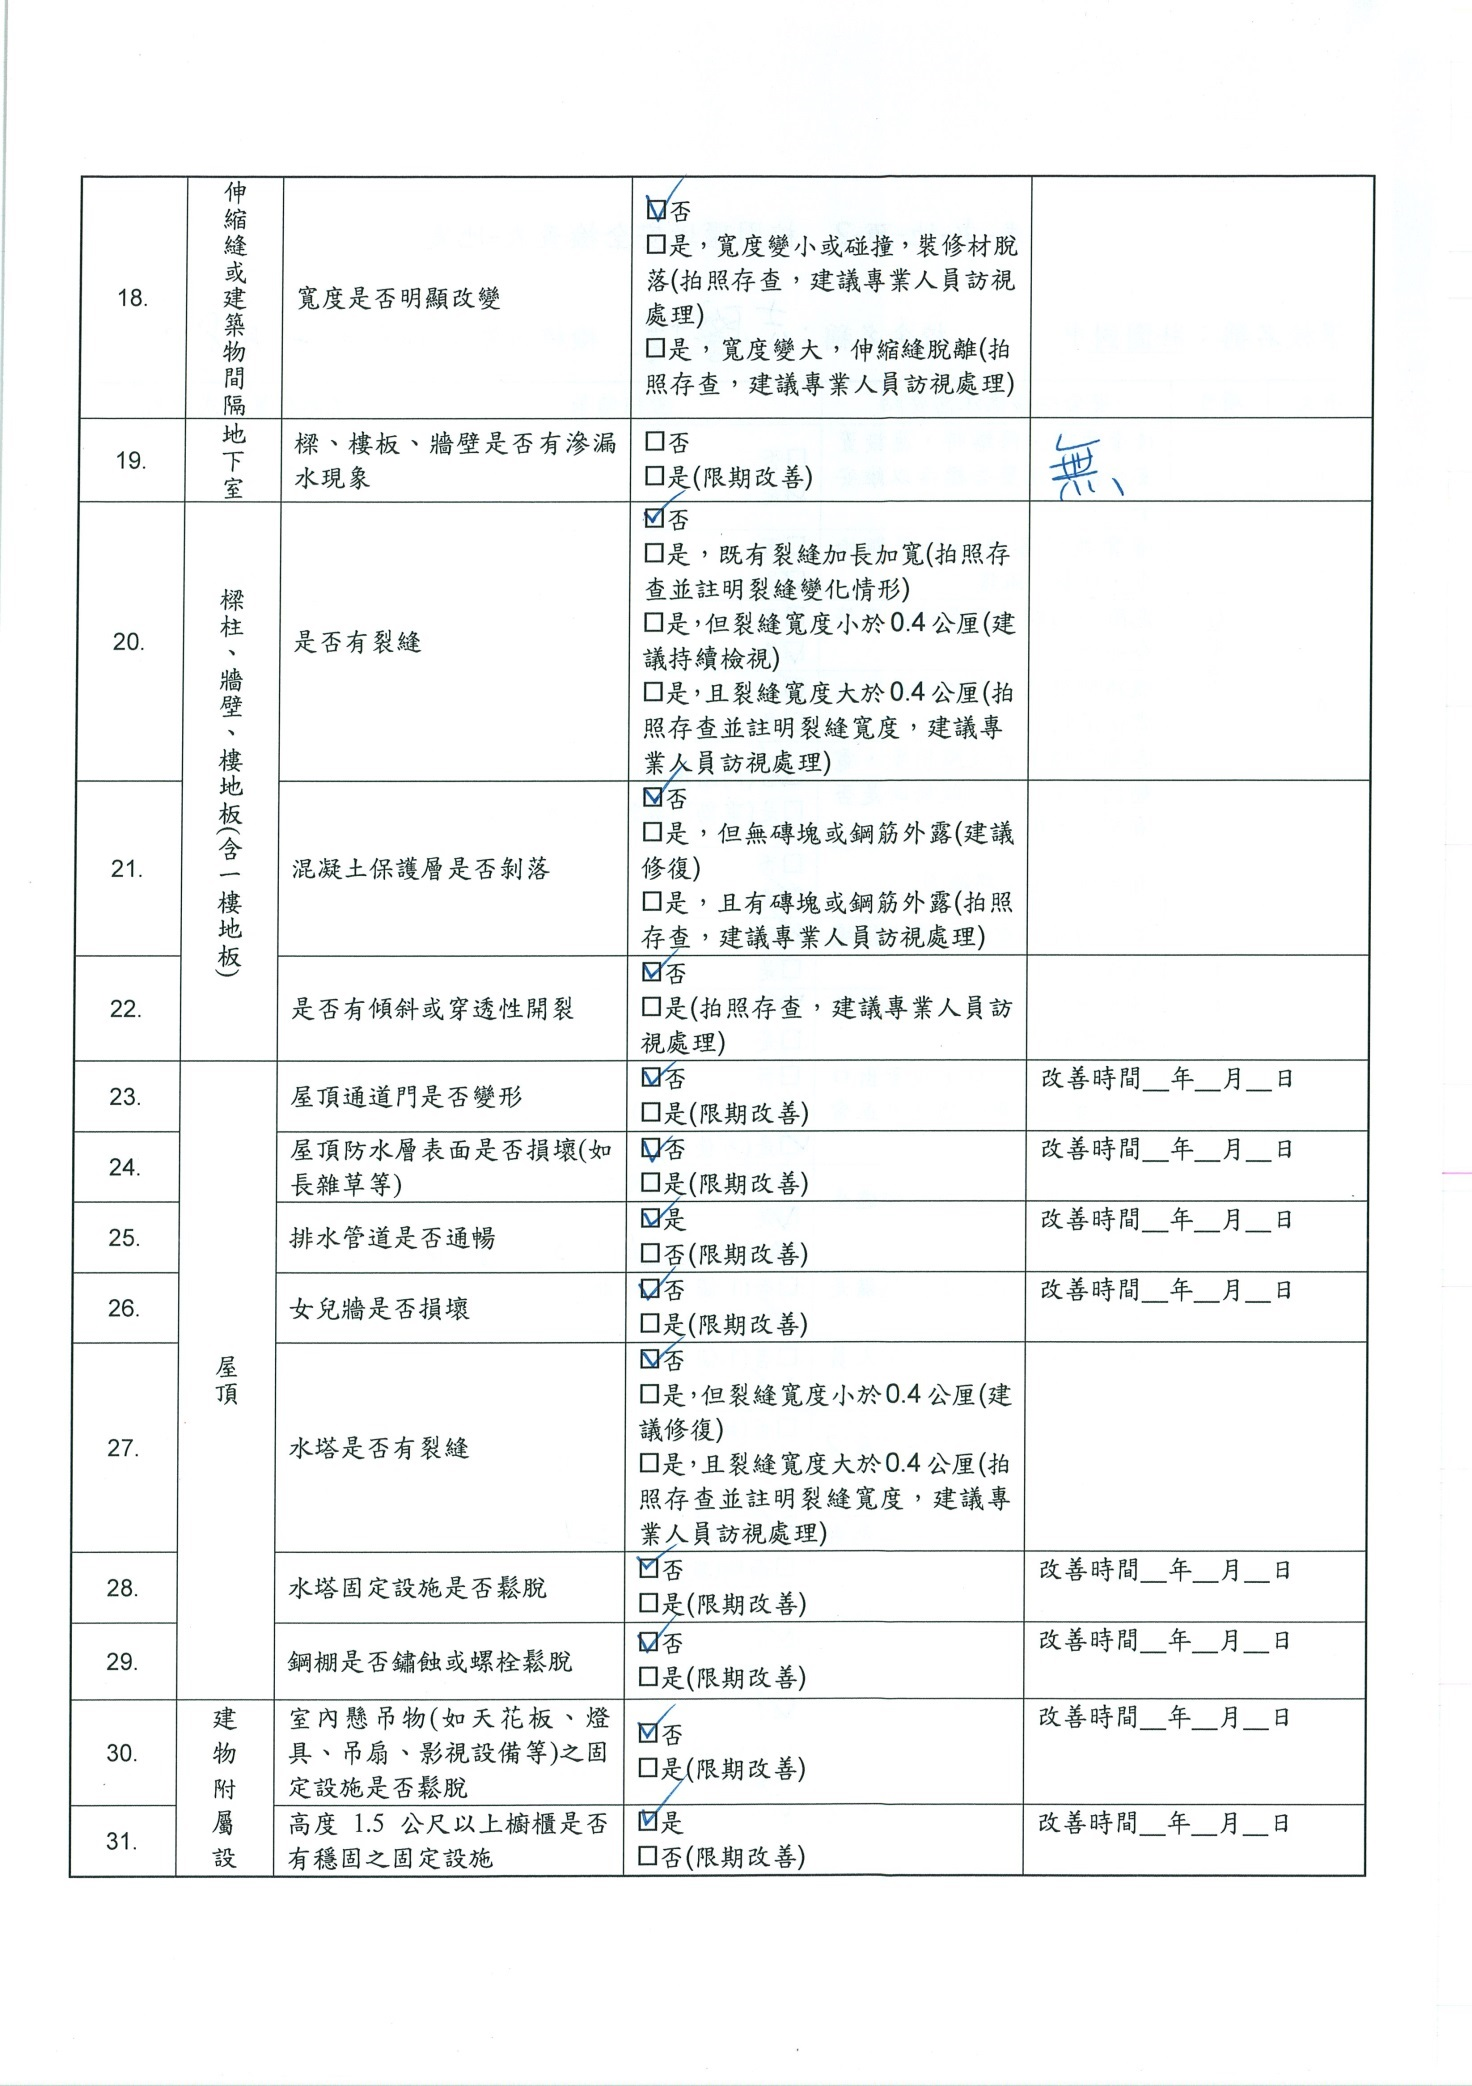 18.
伸縮縫或建築物間隔
寬度是否明顯改變
☑否
□是，寬度變小或碰撞，裝修材脫
落(拍照存查，建議專業人員訪視
處理)
□是，寬度變大，伸縮縫脫離(拍
照存查，建議專業人員訪視處理)
19.
地下室
樑、樓板、牆壁是否有滲漏
水現象
□否
□是(限期改善)
無、
20.
樑柱、牆壁、樓地板(含一樓地板)
是否有裂縫
☑否
□是，既有裂縫加長加寬(拍照存
查並註明裂縫變化情形)
□是，但裂縫寬度小於0.4公厘(建
議持續檢視)
□是，且裂縫寬度大於0.4公厘(拍
照存查並註明裂縫寬度，建議專
業人員訪視處理)
21.
混凝土保護層是否剝落
☑否
□是，但無磚塊或鋼筋外露(建議
修復)
□是，且有磚塊或鋼筋外露(拍照
存查，建議專業人員訪視處理)
22.
是否有傾斜或穿透性開裂
☑否
□是(拍照存查，建議專業人員訪
視處理)
23.
屋頂
屋頂通道門是否變形
☑否
□是(限期改善)
改善時間__年__月__日
24.
屋頂防水層表面是否損壞(如
長雜草等)
☑否
□是(限期改善)
改善時間__年__月__日
25.
排水管道是否通暢
☑是
□否(限期改善)
改善時間__年__月__日
26.
女兒牆是否損壞
☑否
□是(限期改善)
改善時間__年__月__日
27.
水塔是否有裂縫
☑否
□是，但裂縫寬度小於0.4公厘(建
議修復)
□是，且裂縫寬度大於0.4公厘(拍
照存查並註明裂縫寬度，建議專
業人員訪視處理)
28.
水塔固定設施是否鬆脫
☑否
□是(限期改善)
改善時間__年__月__日
29.
鋼棚是否鏽蝕或螺栓鬆脫
☑否
□是(限期改善)
改善時間__年__月__日
30.
建物附屬設
室內懸吊物(如天花板、燈
具、吊扇、影視設備等)之固
定設施是否鬆脫
☑否
□是(限期改善)
改善時間__年__月__日
31.
高度 1.5 公尺以上櫥櫃是否
有穩固之固定設施
☑是
□否(限期改善)
改善時間__年__月__日